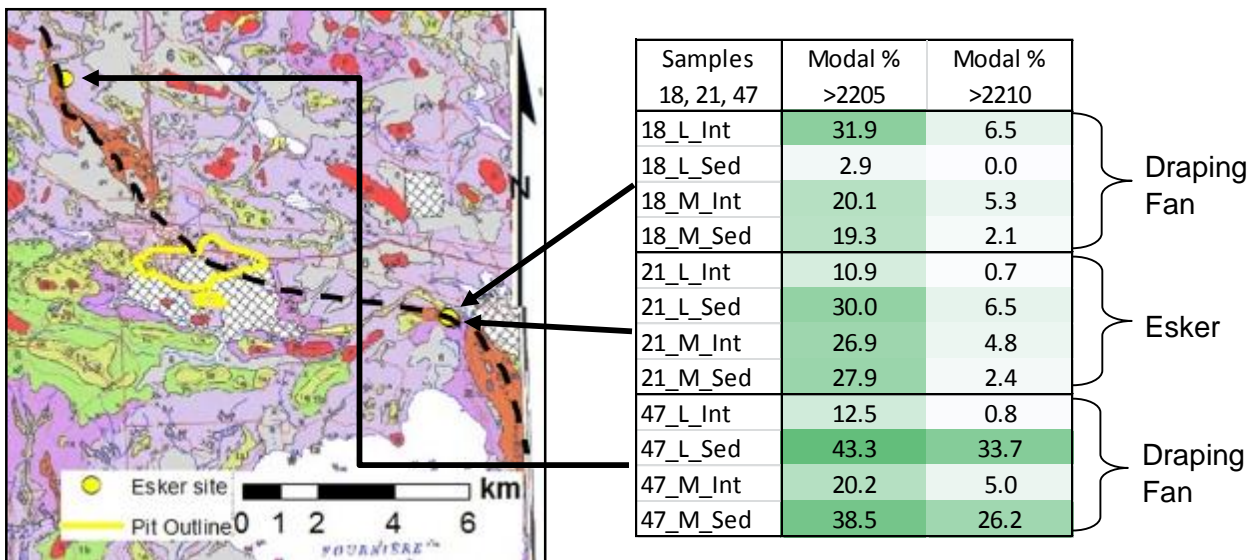 N
Esker site
Pit Outline
km
0 1 2 4 6
FOURNIÈRE
Samples Modal % Modal %
18, 21, 47 >2205 >2210
18_L_Int 31.9 6.5
18_L_Sed 2.9 0.0
18_M_Int 20.1 5.3
18_M_Sed 19.3 2.1
21_L_Int 10.9 0.7
21_L_Sed 30.0 6.5
21_M_Int 26.9 4.8
21_M_Sed 27.9 2.4
47_L_Int 12.5 0.8
47_L_Sed 43.3 33.7
47_M_Int 20.2 5.0
47_M_Sed 38.5 26.2
Draping
Fan
Esker
Draping
Fan